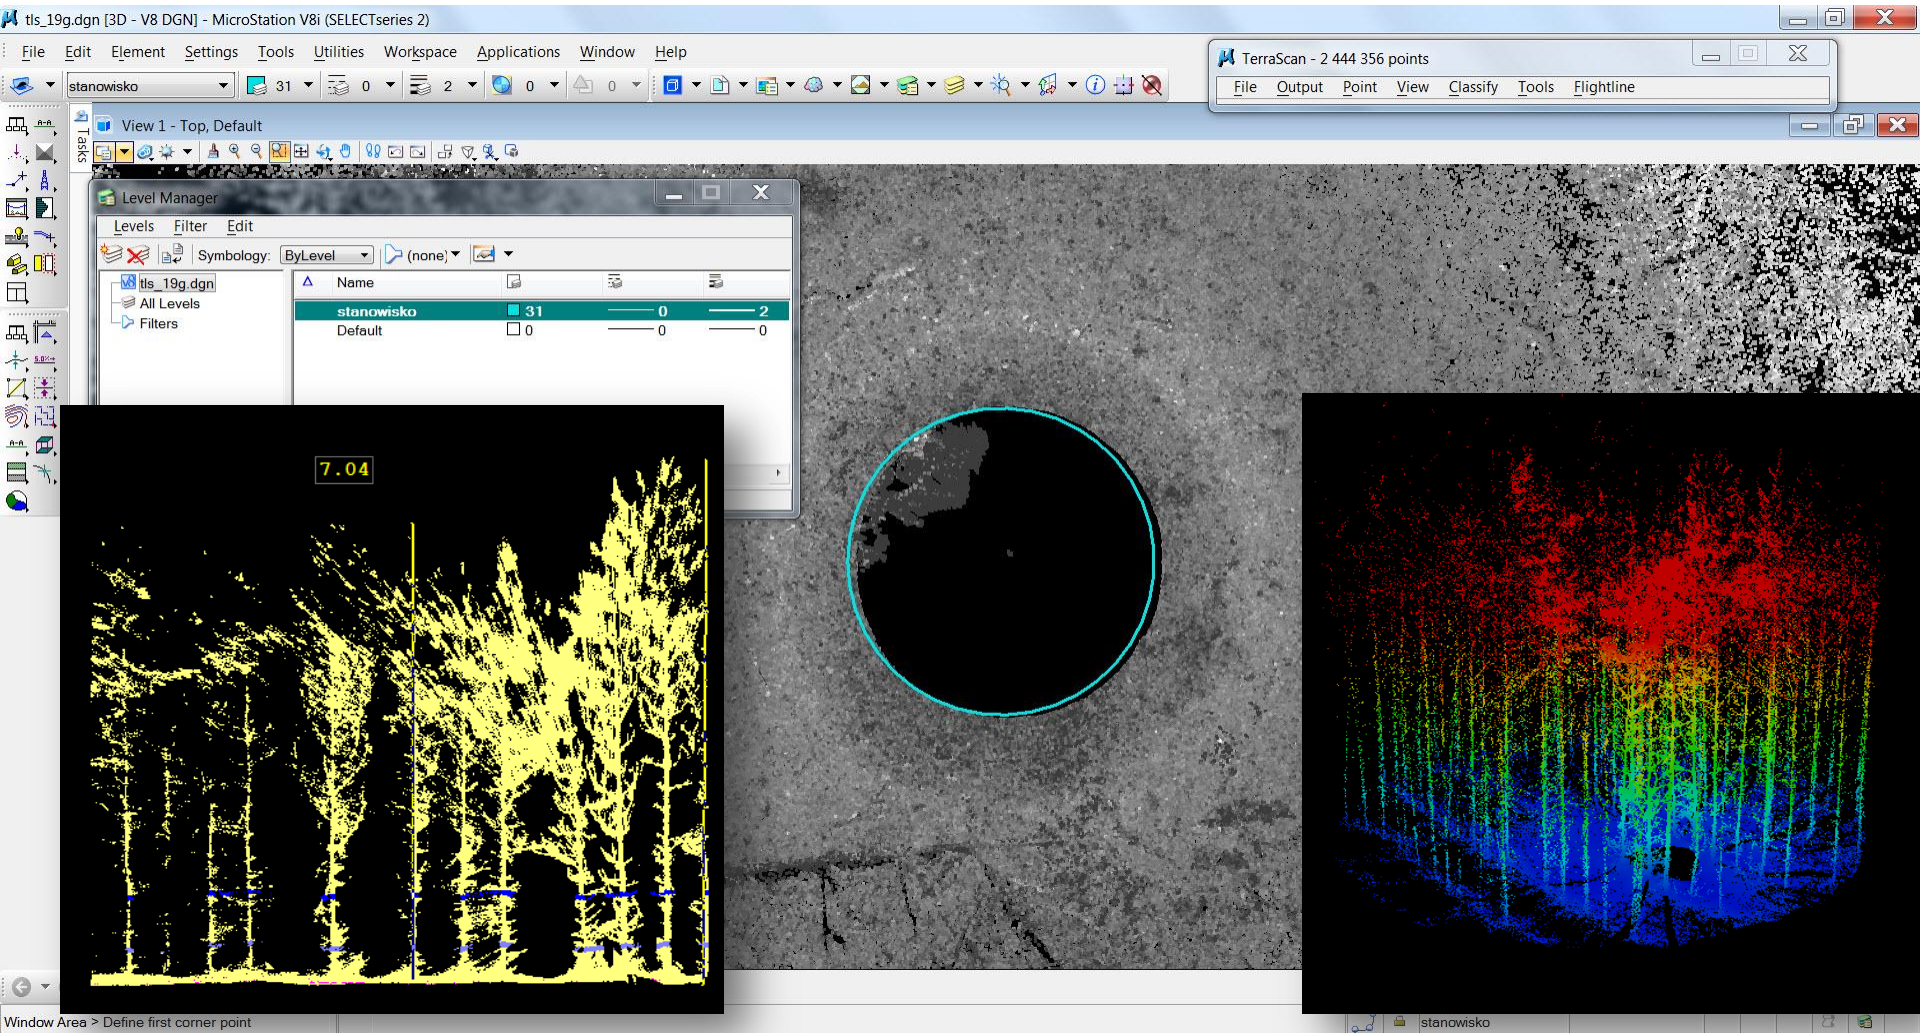 tls_19g.dgn [3D - V8 DGN] - MicroStation V8i (SELECTseries 2)
File Edit Element Settings Tools Utilities Workspace Applications Window Help
TerraScan - 2 444 356 points
File Output Point View Classify Tools Flightline
stanowisko 31 0 2 0 0
Tasks
View 1 - Top, Default
Level Manager
Levels Filter Edit
Symbology: ByLevel (none)
tls_19g.dgn
All Levels
Filters
Name
stanowisko 31 0 2
Default 0 0 0
7.04
Window Area > Define first corner point
stanowisko